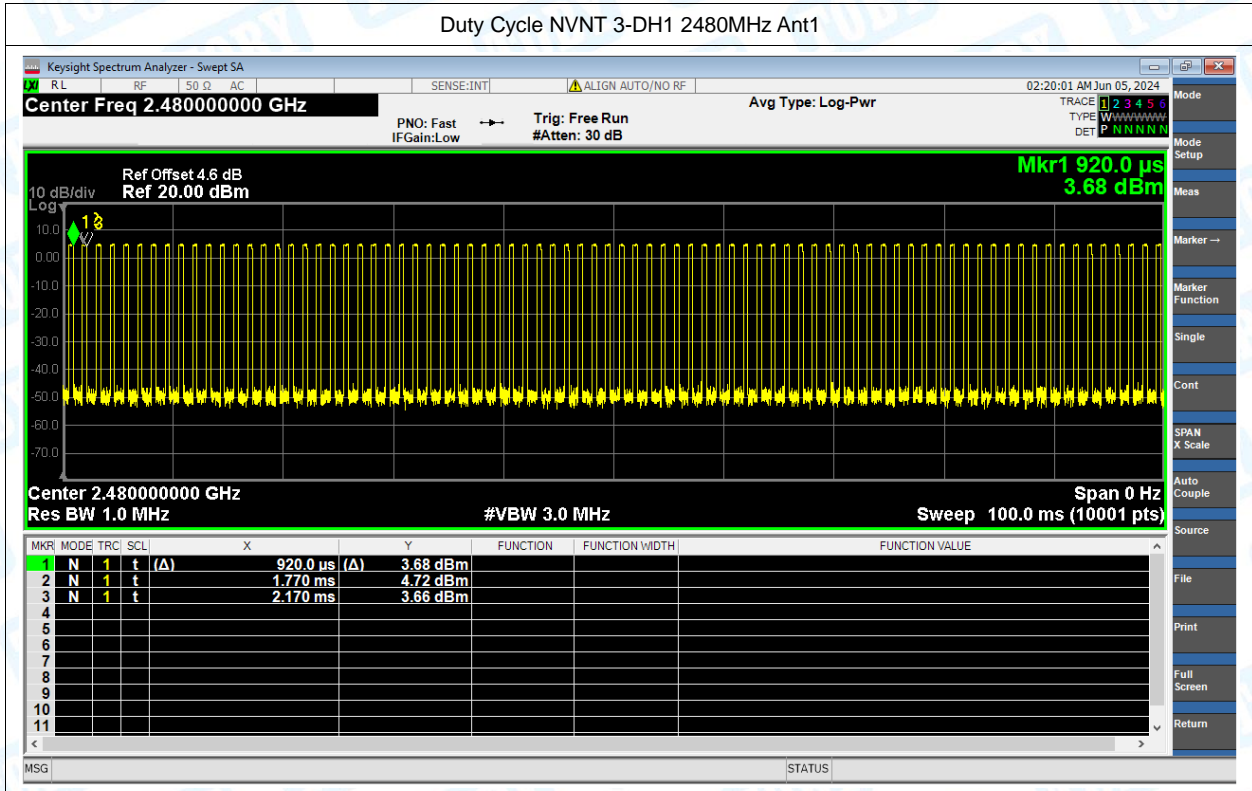 Duty Cycle NVNT 3-DH1 2480MHz Ant1
Keysight Spectrum Analyzer - Swept SA
LXI RL RF 50 Ω AC SENSE:INT ALIGN AUTO/NO RF 02:20:01 AM Jun 05, 2024
Center Freq 2.480000000 GHz Avg Type: Log-Pwr TRACE 1 2 3 4 5 6
PNO: Fast Trig: Free Run TYPE WWWWWW
IFGain:Low #Atten: 30 dB DET P N N N N N
Mkr1 920.0 µs
3.68 dBm
Ref Offset 4.6 dB
10 dB/div Ref 20.00 dBm
Log
1 3
10.0
0.00
-10.0
-20.0
-30.0
-40.0
-50.0
-60.0
-70.0
Center 2.480000000 GHz Span 0 Hz
Res BW 1.0 MHz #VBW 3.0 MHz Sweep 100.0 ms (10001 pts)
MKR MODE TRC SCL X Y FUNCTION FUNCTION WIDTH FUNCTION VALUE
1 N 1 t (Δ) 920.0 µs (Δ) 3.68 dBm
2 N 1 t 1.770 ms 4.72 dBm
3 N 1 t 2.170 ms 3.66 dBm
4
5
6
7
8
9
10
11
MSG STATUS
Mode
Mode
Setup
Meas
Marker →
Marker
Function
Single
Cont
SPAN
X Scale
Auto
Couple
Source
File
Print
Full
Screen
Return